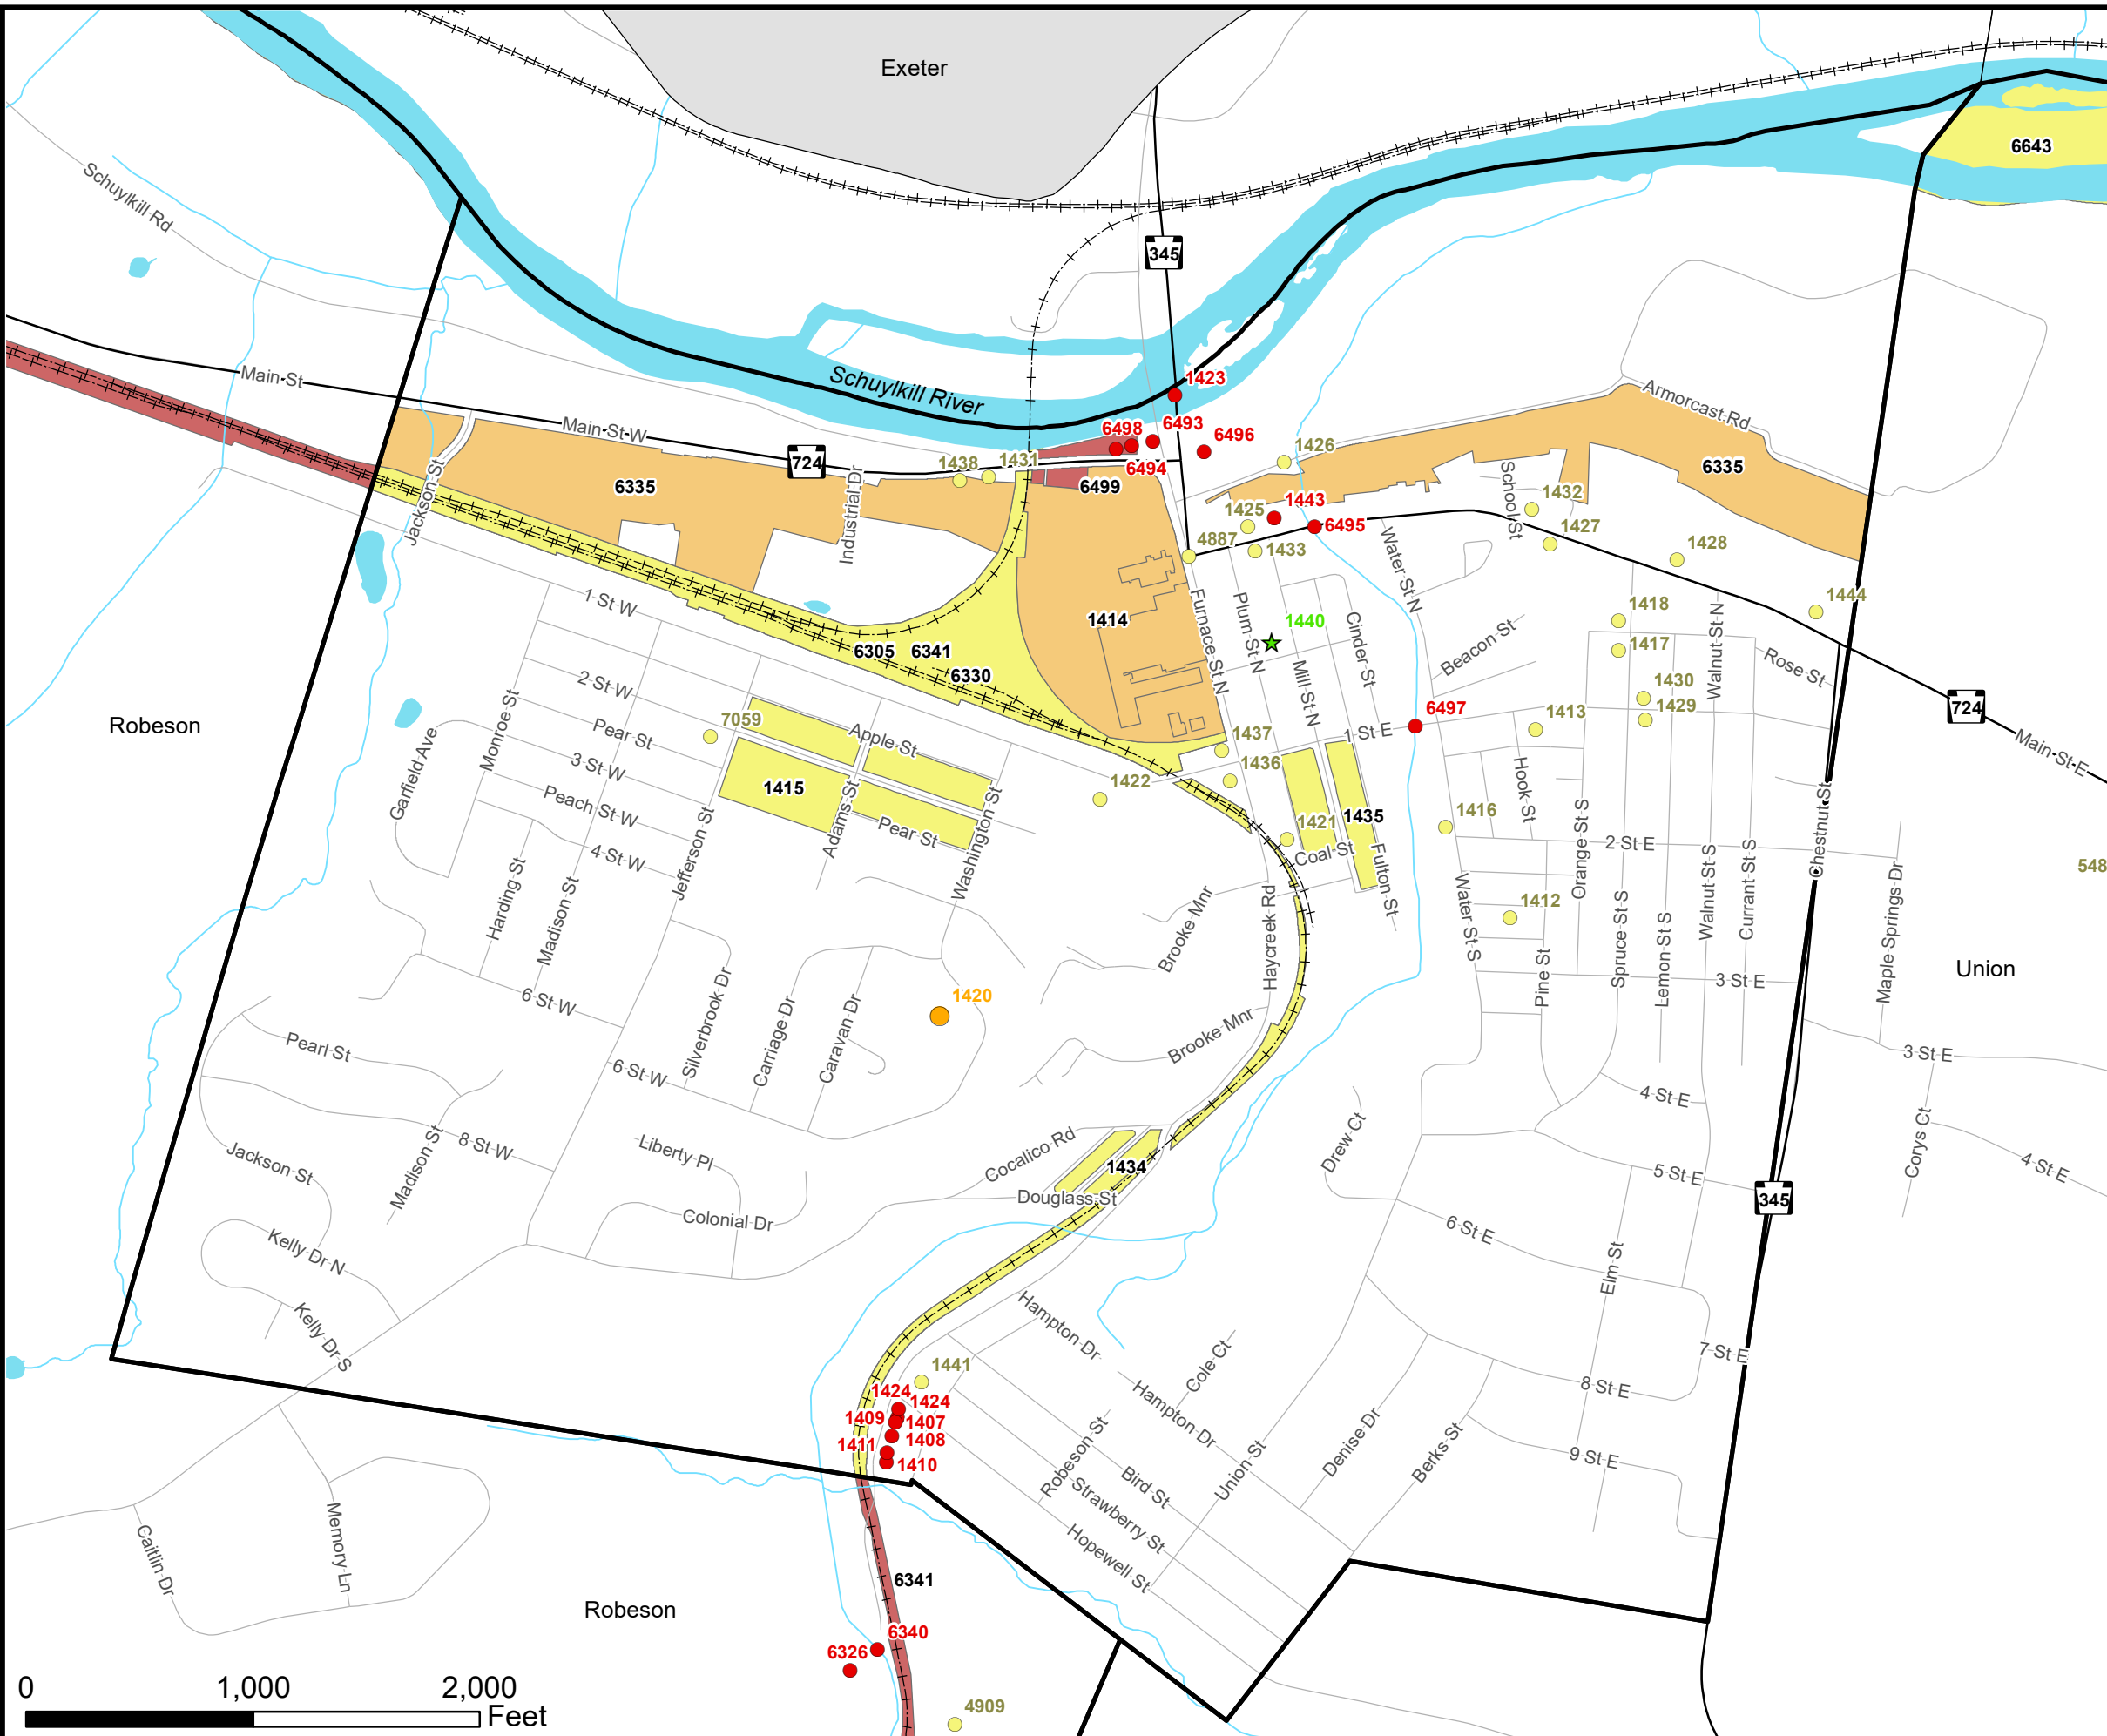 Exeter
6643
Schuylkill Rd
345
Main St
Schuylkill River
1423
Armorcast Rd
Main St W
6498
6493
6496
724
1438
1431
6494
1426
6335
6499
6335
Jackson St
Industrial Dr
1443
1425
6495
School St
1432
1427
4887
1433
1428
Water St N
1 St W
1414
Furnace St N
Plum St N
1440
Cinder St
Beacon St
1418
1444
1417
Walnut St N
Rose St
6305
6341
6330
Mill St N
2 St W
1430
1429
724
Robeson
7059
Monroe St
Pear St
Apple St
6497
1413
1 St E
1437
Main St E
Garfield Ave
3 St W
1436
1422
1415
Hook St
Peach St W
1435
1416
Chestnut St
Adams St
Pear St
Washington St
1421
Orange St S
4 St W
Coal St
2 St E
548
Jefferson St
Fulton St
Walnut St S
Currant St S
Harding St
Madison St
Brooke Mnr
Haycreek Rd
Water St S
1412
Spruce St S
Lemon St S
Maple Springs Dr
Union
Pine St
3 St E
1420
6 St W
Silverbrook Dr
Carriage Dr
Caravan Dr
Brooke Mnr
Pearl St
3 St E
6 St W
4 St E
Drew Ct
Corys Ct
8 St W
Madison St
Liberty Pl
Cocalico Rd
1434
Jackson St
5 St E
4 St E
Douglass St
345
Colonial Dr
6 St E
Kelly Dr N
Elm St
Kelly Dr S
Hampton Dr
7 St E
Cole Ct
1441
8 St E
1424
1424
Hampton Dr
1409
1407
1411
1408
1410
Robeson St
Union St
Denise Dr
Berks St
9 St E
Bird St
Strawberry St
Memory Ln
Caitlin Dr
Hopewell St
6341
Robeson
6340
6326
0 1,000 2,000
Feet
4909